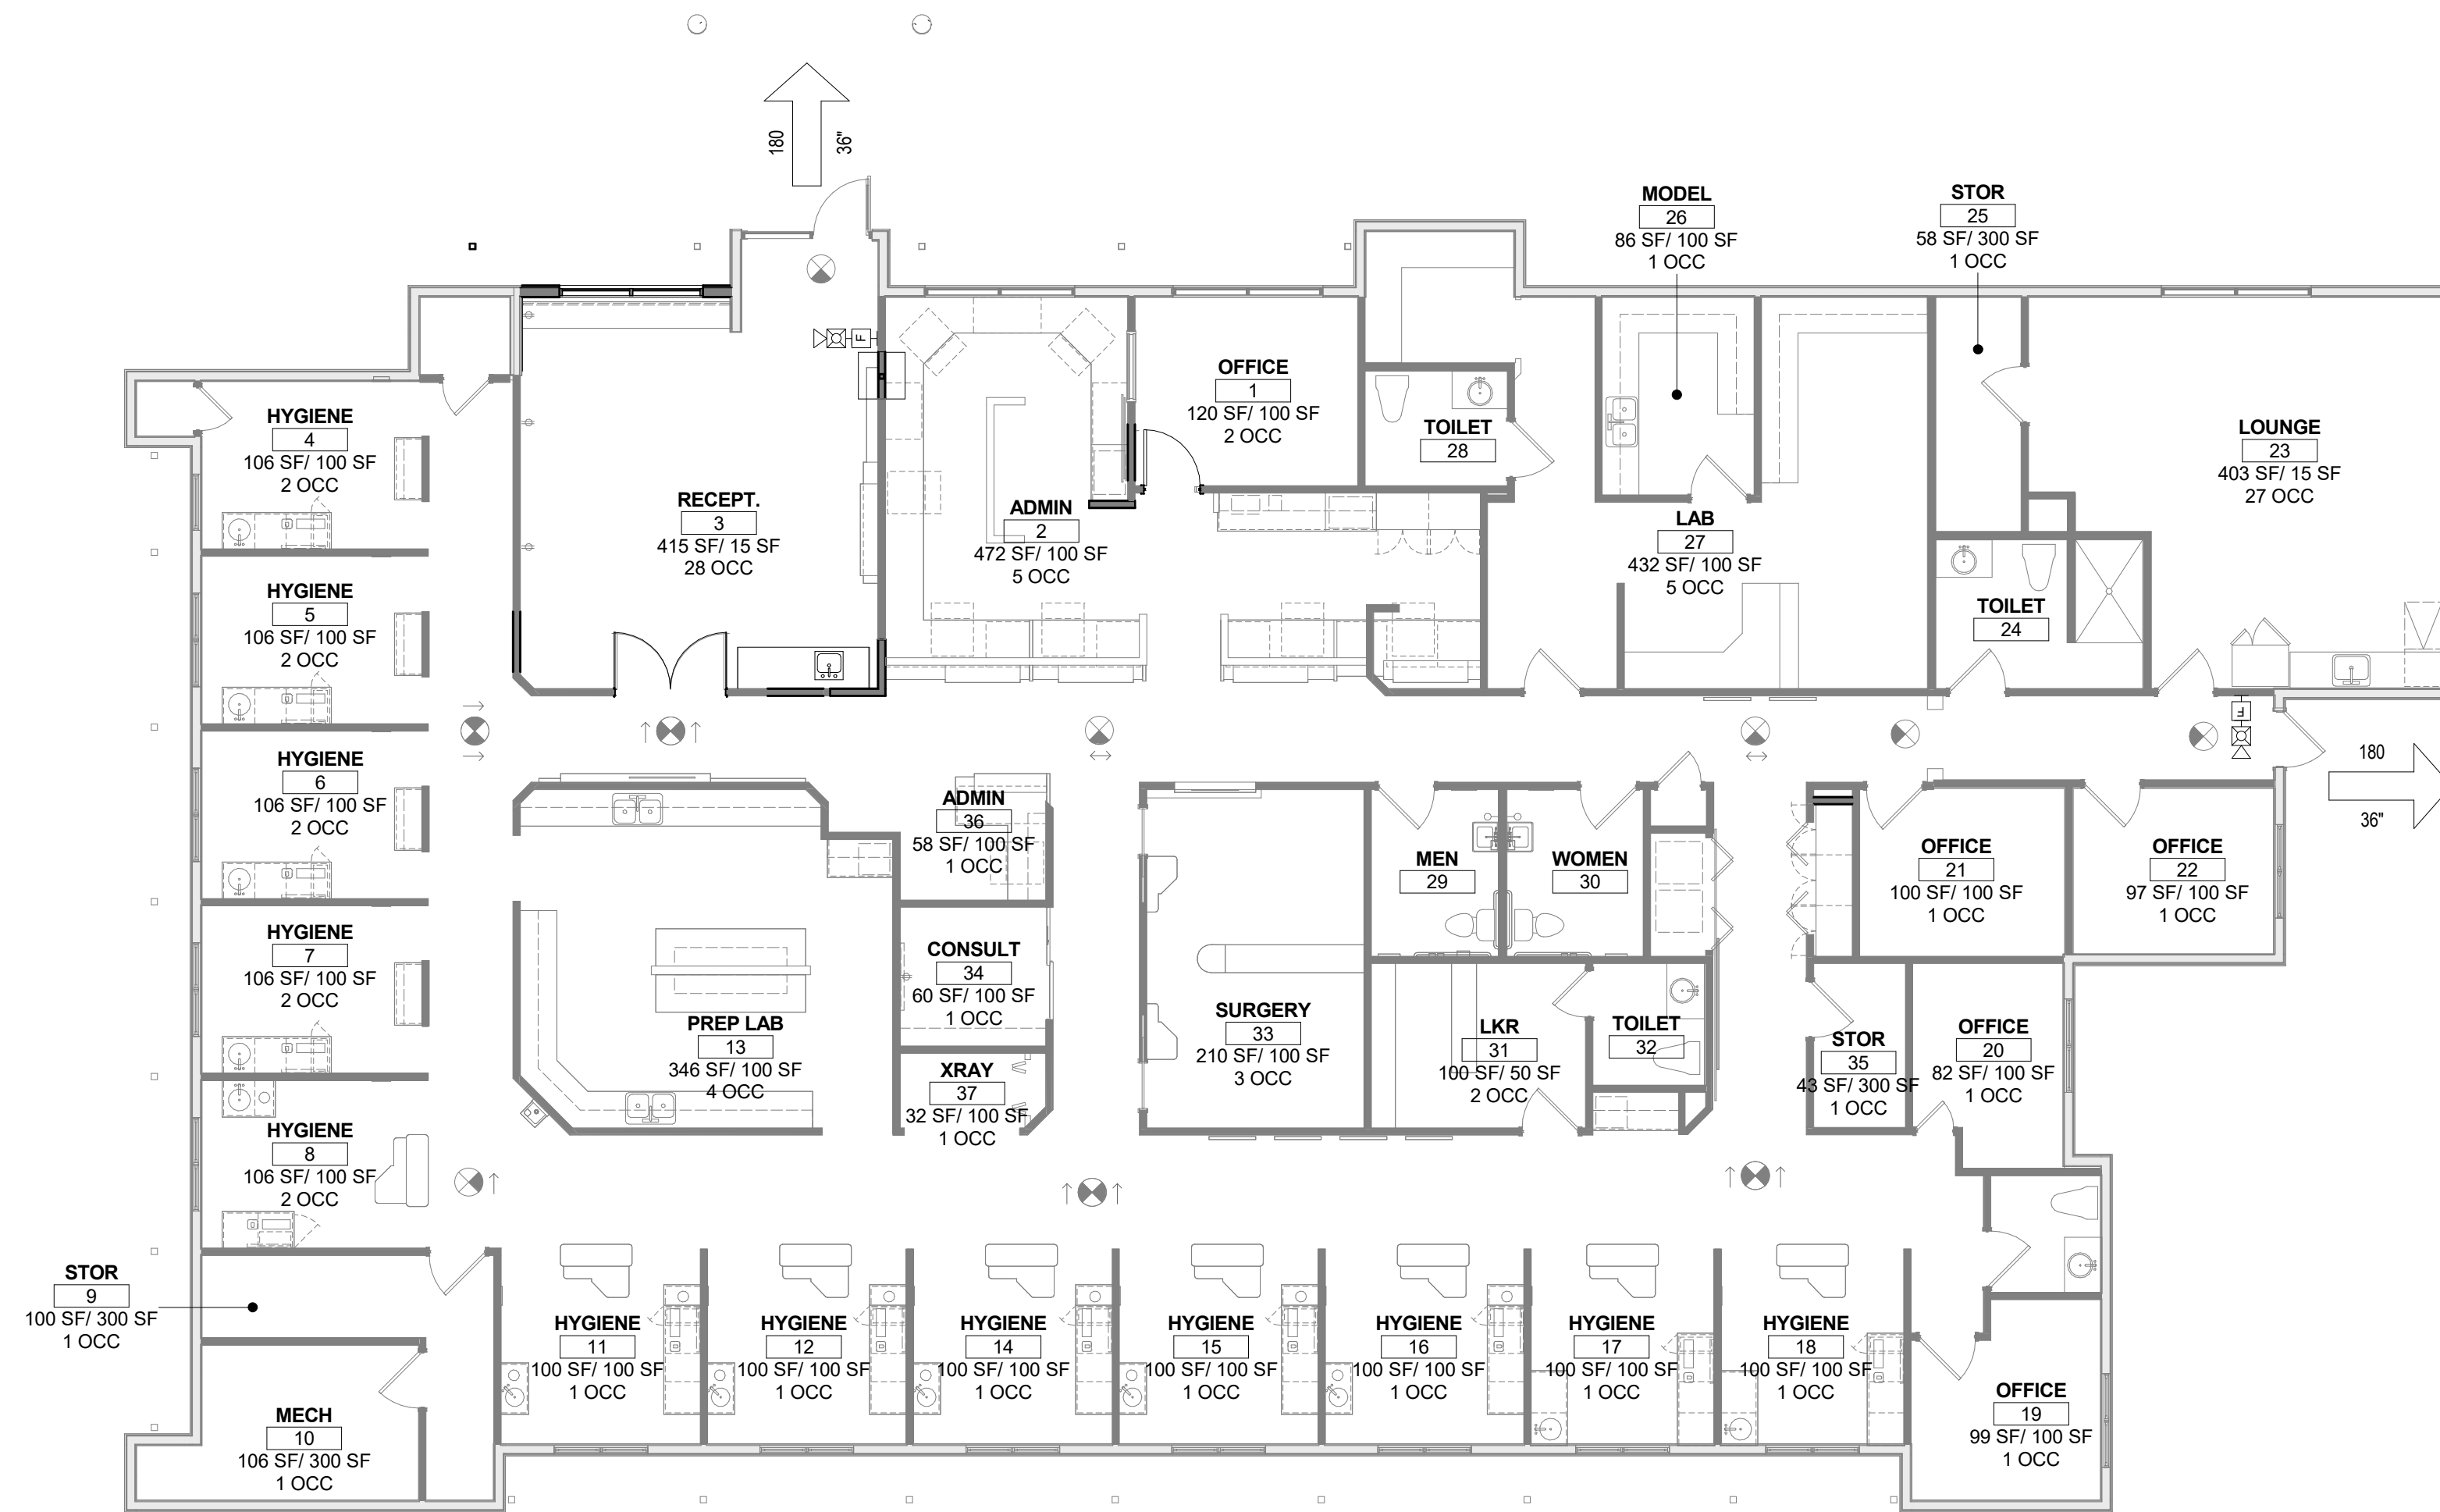 180
36"
MODEL
26
86 SF/ 100 SF
1 OCC
STOR
25
58 SF/ 300 SF
1 OCC
F
HYGIENE
4
106 SF/ 100 SF
2 OCC
RECEPT.
3
415 SF/ 15 SF
28 OCC
ADMIN
2
472 SF/ 100 SF
5 OCC
OFFICE
1
120 SF/ 100 SF
2 OCC
TOILET
28
LAB
27
432 SF/ 100 SF
5 OCC
LOUNGE
23
403 SF/ 15 SF
27 OCC
HYGIENE
5
106 SF/ 100 SF
2 OCC
TOILET
24
F
180
36"
HYGIENE
6
106 SF/ 100 SF
2 OCC
ADMIN
36
58 SF/ 100 SF
1 OCC
MEN
29
WOMEN
30
OFFICE
21
100 SF/ 100 SF
1 OCC
OFFICE
22
97 SF/ 100 SF
1 OCC
HYGIENE
7
106 SF/ 100 SF
2 OCC
CONSULT
34
60 SF/ 100 SF
1 OCC
PREP LAB
13
346 SF/ 100 SF
4 OCC
SURGERY
33
210 SF/ 100 SF
3 OCC
LKR
31
100 SF/ 50 SF
2 OCC
TOILET
32
STOR
35
43 SF/ 300 SF
1 OCC
OFFICE
20
82 SF/ 100 SF
1 OCC
XRAY
37
32 SF/ 100 SF
1 OCC
HYGIENE
8
106 SF/ 100 SF
2 OCC
STOR
9
100 SF/ 300 SF
1 OCC
HYGIENE
11
100 SF/ 100 SF
1 OCC
HYGIENE
12
100 SF/ 100 SF
1 OCC
HYGIENE
14
100 SF/ 100 SF
1 OCC
HYGIENE
15
100 SF/ 100 SF
1 OCC
HYGIENE
16
100 SF/ 100 SF
1 OCC
HYGIENE
17
100 SF/ 100 SF
1 OCC
HYGIENE
18
100 SF/ 100 SF
1 OCC
MECH
10
106 SF/ 300 SF
1 OCC
OFFICE
19
99 SF/ 100 SF
1 OCC